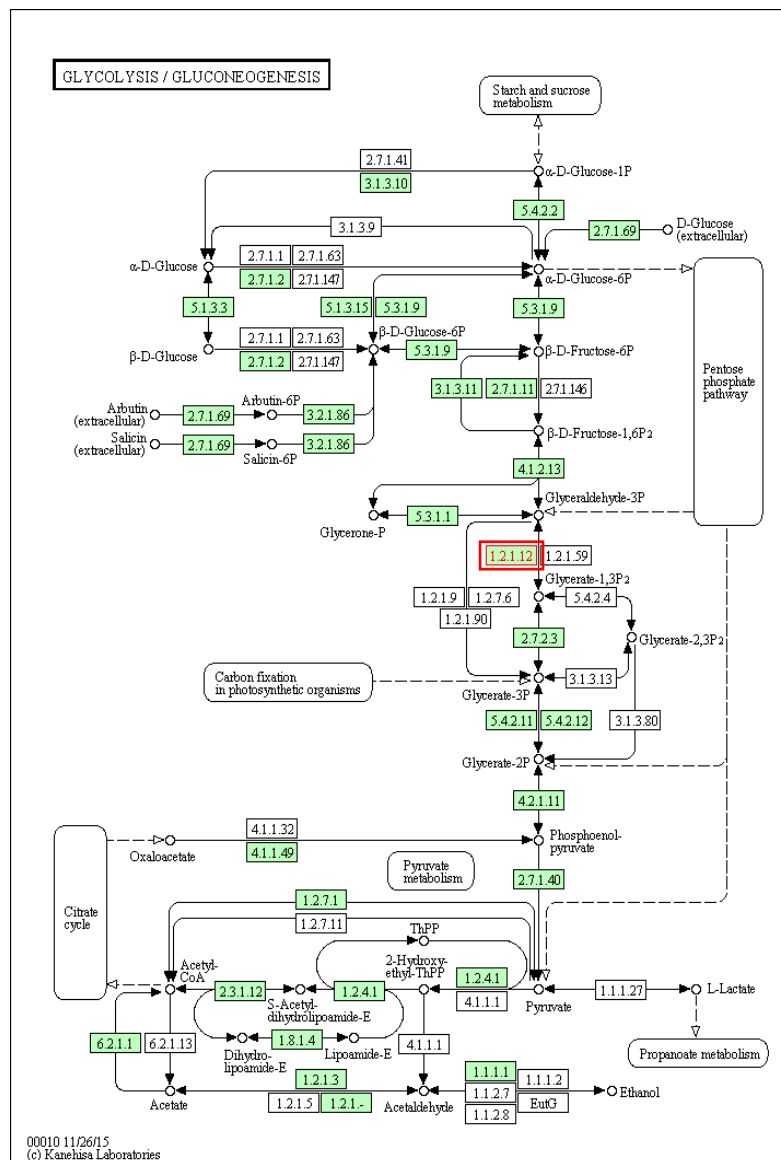 GLYCOLYSIS / GLUCONEOGENESIS
Starch and sucrose
metabolism
2.7.1.41
3.1.3.10
α-D-Glucose-1P
5.4.2.2
3.1.3.9
2.7.1.69
D-Glucose
(extracellular)
α-D-Glucose
2.7.1.1
2.7.1.63
2.7.1.2
2.7.1.147
α-D-Glucose-6P
5.1.3.3
5.1.3.15
5.3.1.9
5.3.1.9
β-D-Glucose
2.7.1.1
2.7.1.63
2.7.1.2
2.7.1.147
β-D-Glucose-6P
5.3.1.9
β-D-Fructose-6P
Pentose
phosphate
pathway
3.1.3.11
2.7.1.11
2.7.1.146
Arbutin
(extracellular)
2.7.1.69
Arbutin-6P
3.2.1.86
Salicin
(extracellular)
2.7.1.69
Salicin-6P
3.2.1.86
β-D-Fructose-1,6P2
4.1.2.13
Glyceraldehyde-3P
Glycerone-P
5.3.1.1
1.2.1.12
1.2.1.59
Glycerate-1,3P2
1.2.1.9
1.2.7.6
1.2.1.90
5.4.2.4
2.7.2.3
Glycerate-2,3P2
Carbon fixation
in photosynthetic organisms
Glycerate-3P
3.1.3.13
5.4.2.11
5.4.2.12
3.1.3.80
Glycerate-2P
4.2.1.11
Oxaloacetate
4.1.1.32
4.1.1.49
Phosphoenol-
pyruvate
Pyruvate
metabolism
2.7.1.40
Citrate
cycle
1.2.7.1
1.2.7.11
ThPP
Acetyl-
CoA
2-Hydroxy-
ethyl-ThPP
2.3.1.12
S-Acetyl-
dihydrolipoamide-E
1.2.4.1
1.2.4.1
4.1.1.1
Pyruvate
1.1.1.27
L-Lactate
6.2.1.1
6.2.1.13
Dihydro-
lipoamide-E
1.8.1.4
Lipoamide-E
4.1.1.1
Propanoate metabolism
Acetate
1.2.1.3
1.2.1.5
1.2.1.-
Acetaldehyde
1.1.1.1
1.1.1.2
1.1.2.7
EutG
1.1.2.8
Ethanol
00010 11/26/15
(c) Kanehisa Laboratories